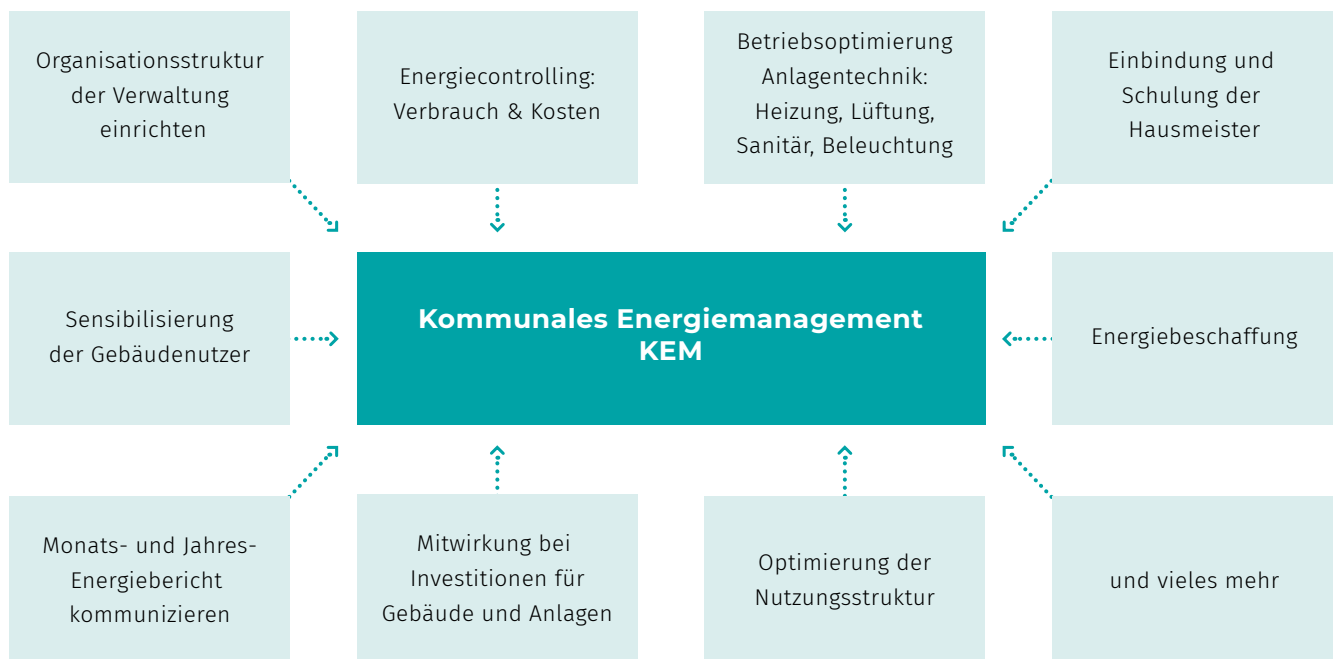 Organisationsstruktur
der Verwaltung
einrichten
Energiecontrolling:
Verbrauch & Kosten
Betriebsoptimierung
Anlagentechnik:
Heizung, Lüftung,
Sanitär, Beleuchtung
Einbindung und
Schulung der
Hausmeister
Sensibilisierung
der Gebäudenutzer
Kommunales Energiemanagement
KEM
Energiebeschaffung
Monats- und Jahres-
Energiebericht
kommunizieren
Mitwirkung bei
Investitionen für
Gebäude und Anlagen
Optimierung der
Nutzungsstruktur
und vieles mehr